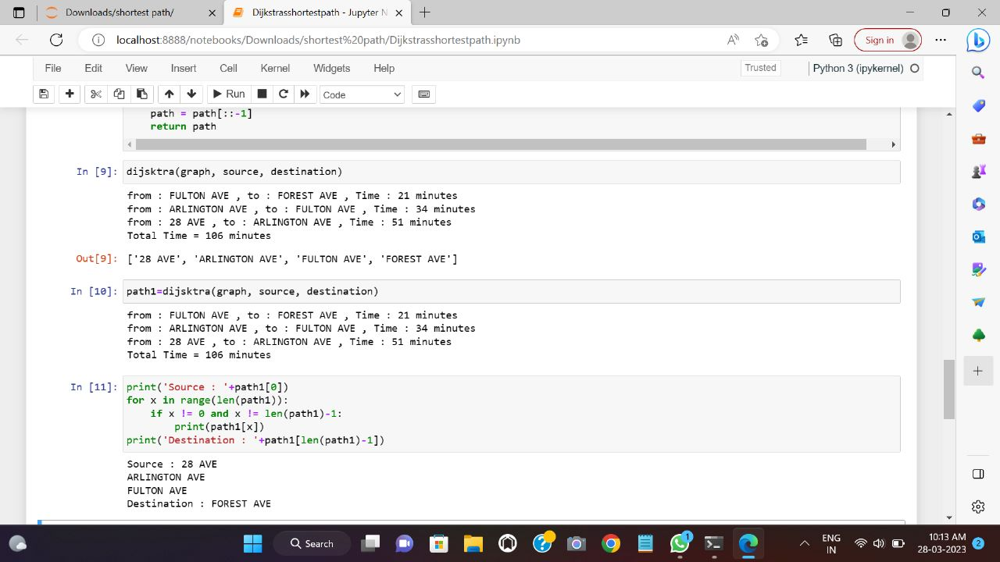 Downloads/shortest path/
Dijkstrasshortestpath - Jupyter N
localhost:8888/notebooks/Downloads/shortest%20path/Dijkstrasshortestpath.ipynb
Sign in
File Edit View Insert Cell Kernel Widgets Help
Trusted
Python 3 (ipykernel)
Run
Code
path = path[::-1]
return path
In [9]: dijsktra(graph, source, destination)
from : FULTON AVE , to : FOREST AVE , Time : 21 minutes
from : ARLINGTON AVE , to : FULTON AVE , Time : 34 minutes
from : 28 AVE , to : ARLINGTON AVE , Time : 51 minutes
Total Time = 106 minutes
Out[9]: ['28 AVE', 'ARLINGTON AVE', 'FULTON AVE', 'FOREST AVE']
In [10]: path1=dijsktra(graph, source, destination)
from : FULTON AVE , to : FOREST AVE , Time : 21 minutes
from : ARLINGTON AVE , to : FULTON AVE , Time : 34 minutes
from : 28 AVE , to : ARLINGTON AVE , Time : 51 minutes
Total Time = 106 minutes
In [11]: print('Source : '+path1[0])
for x in range(len(path1)):
if x != 0 and x != len(path1)-1:
print(path1[x])
print('Destination : '+path1[len(path1)-1])
Source : 28 AVE
ARLINGTON AVE
FULTON AVE
Destination : FOREST AVE
Search
1
ENG
IN
10:13 AM
28-03-2023
2